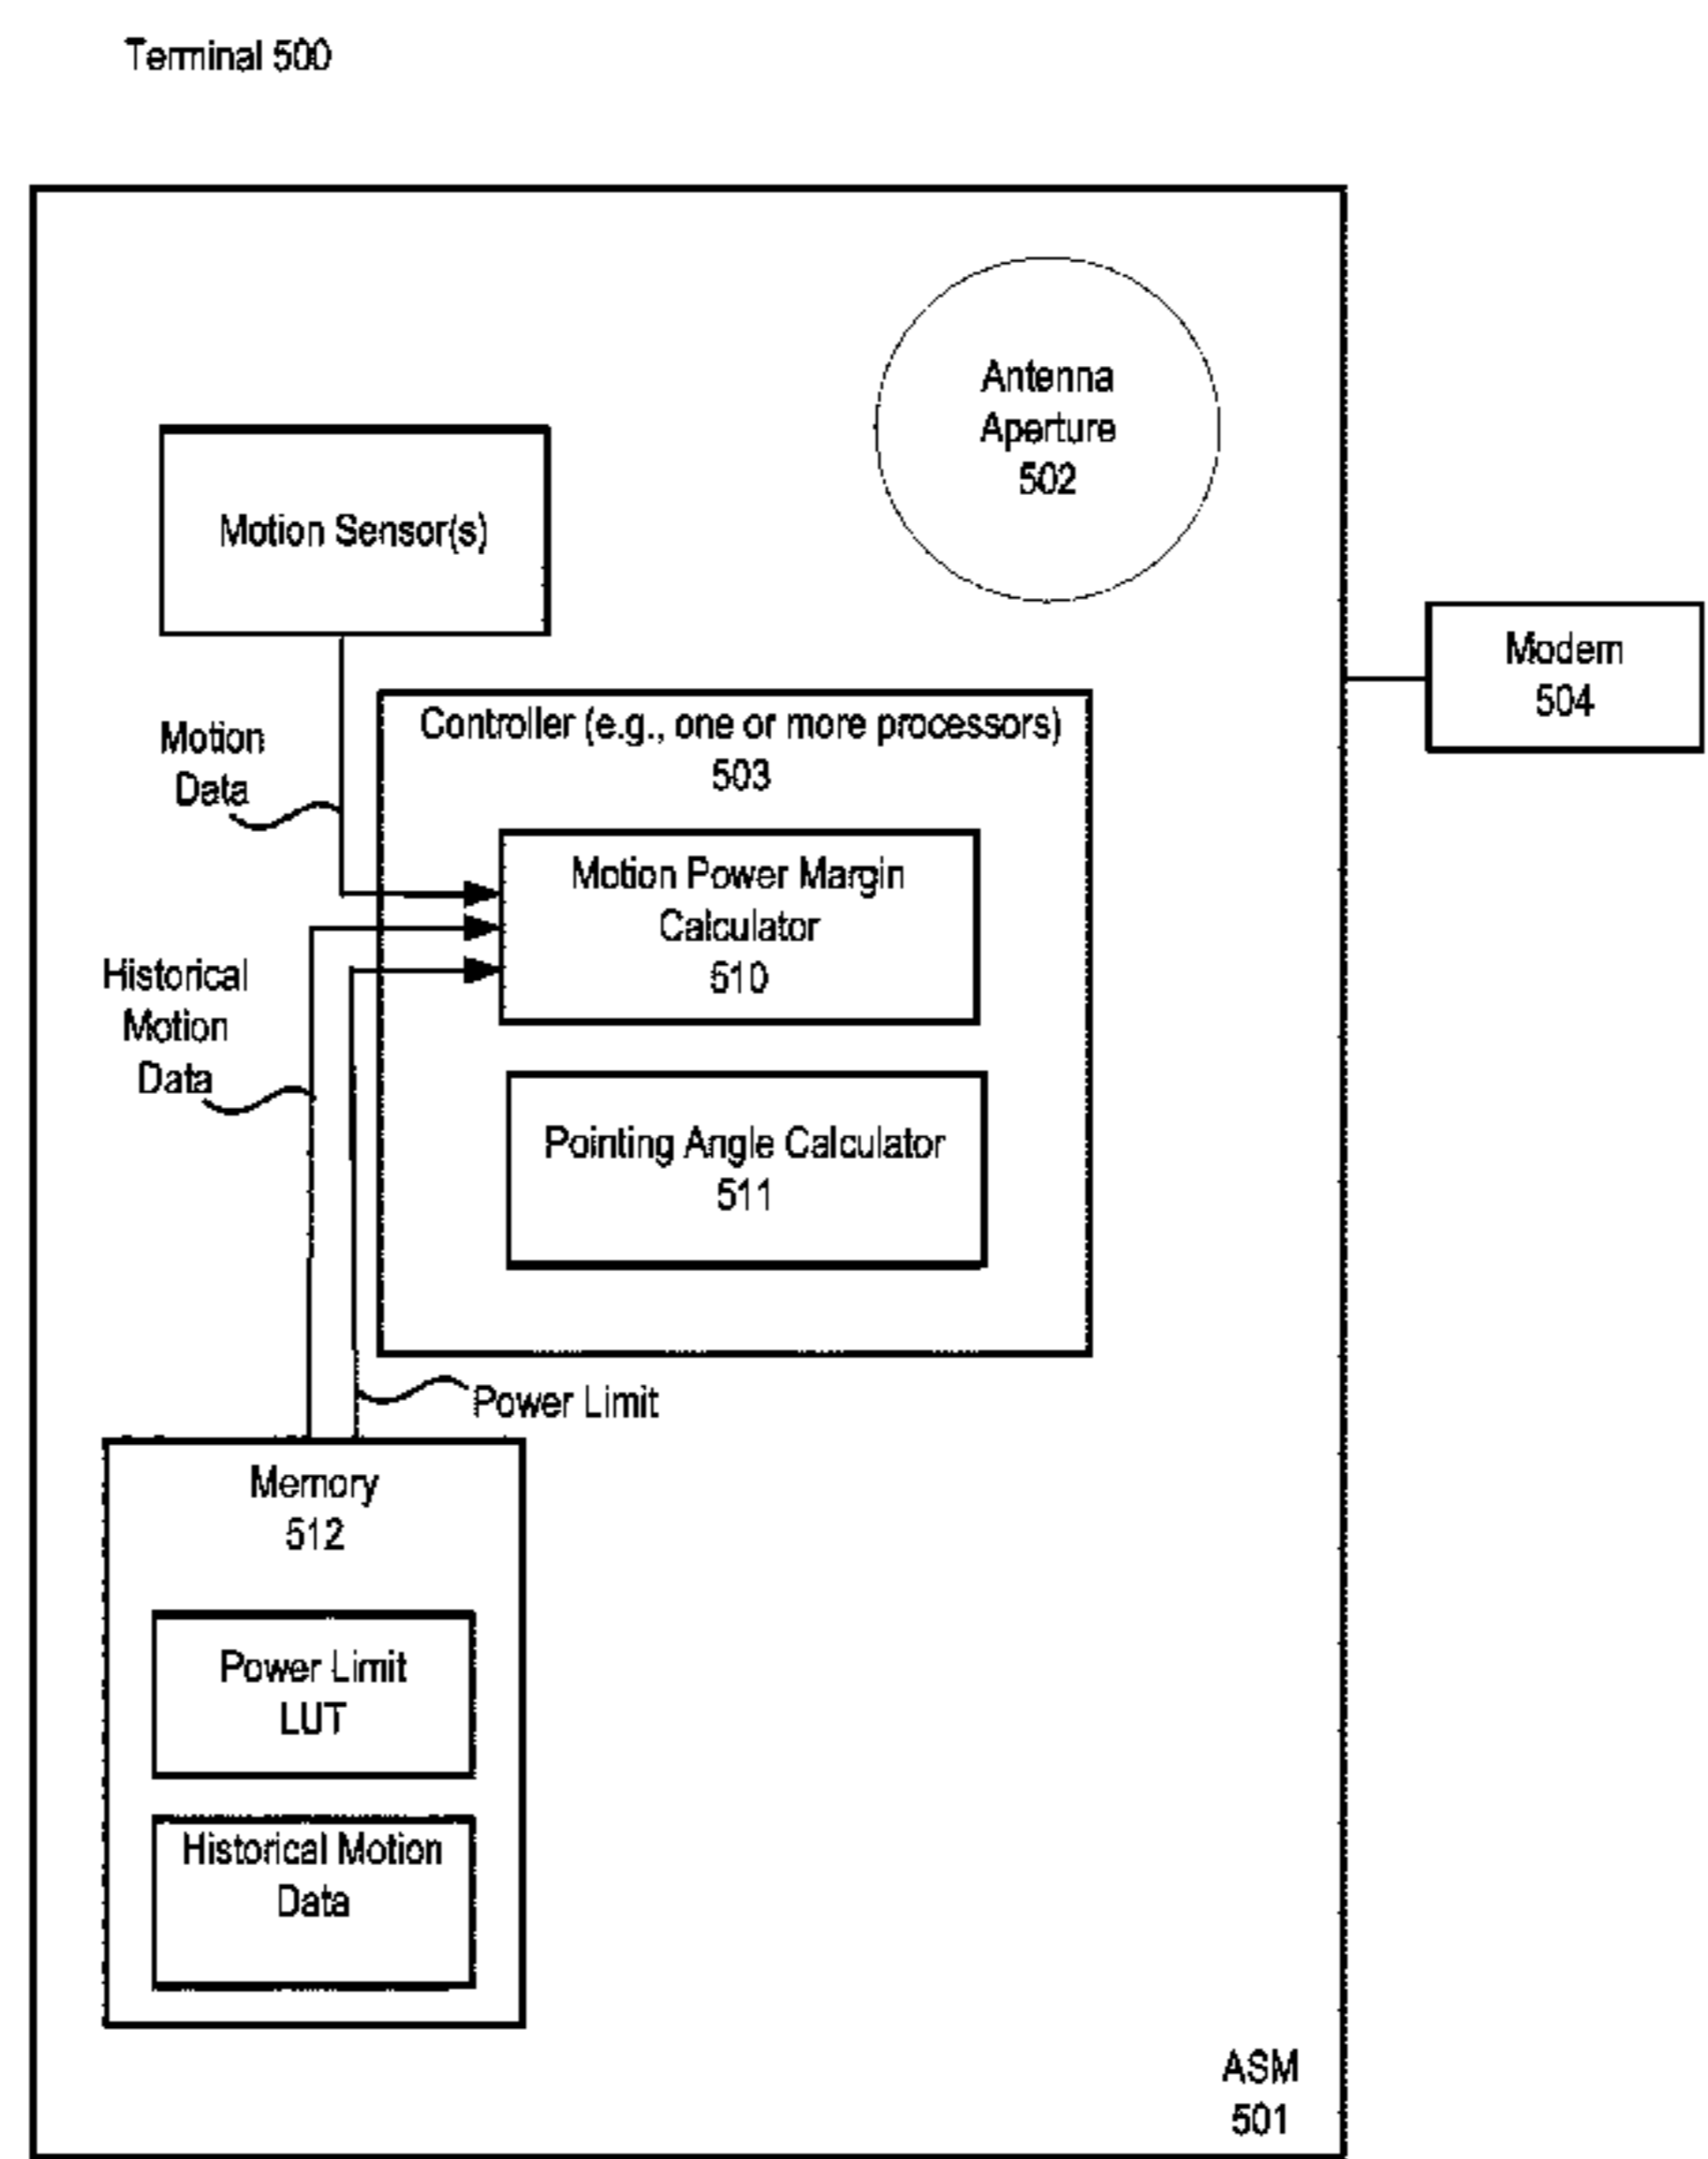 Terminal 500
Antenna
Aperture
502
Motion Sensor(s)
Modem
504
Motion
Data
Controller (e.g., one or more processors)
503
Motion Power Margin
Calculator
510
Historical
Motion
Data
Pointing Angle Calculator
511
Power Limit
Memory
512
Power Limit
LUT
Historical Motion
Data
ASM
501